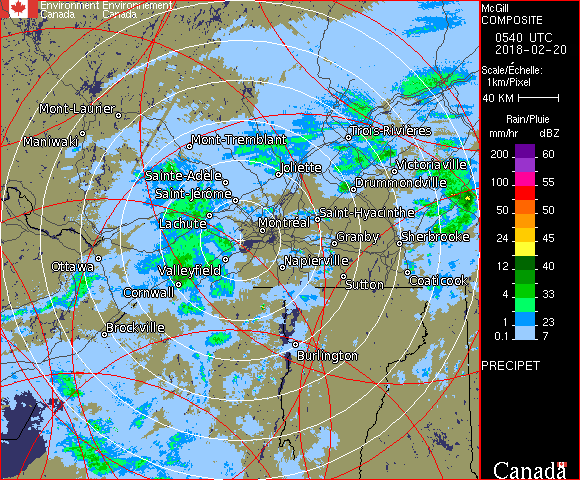 Environment Environnement
Canada Canada
McGill
COMPOSITE
0540 UTC
2018-02-20
Scale/Échelle:
1km/Pixel
40 KM
Rain/Pluie
mm/hr dBZ
200 60
100 55
50 50
24 45
12 40
4 33
0.1 23
7
PRECIPET
Canada
Mont-Laurier
Maniwaki
Mont-Tremblant
Trois-Rivières
Joliette
Victoriaville
Sainte-Adèle
Drummondville
Saint-Jérôme
Saint-Hyacinthe
Lachute
Montréal
Granby
Sherbrooke
Ottawa
Valleyfield
Napierville
Sutton
Coaticook
Cornwall
Brockville
Burlington